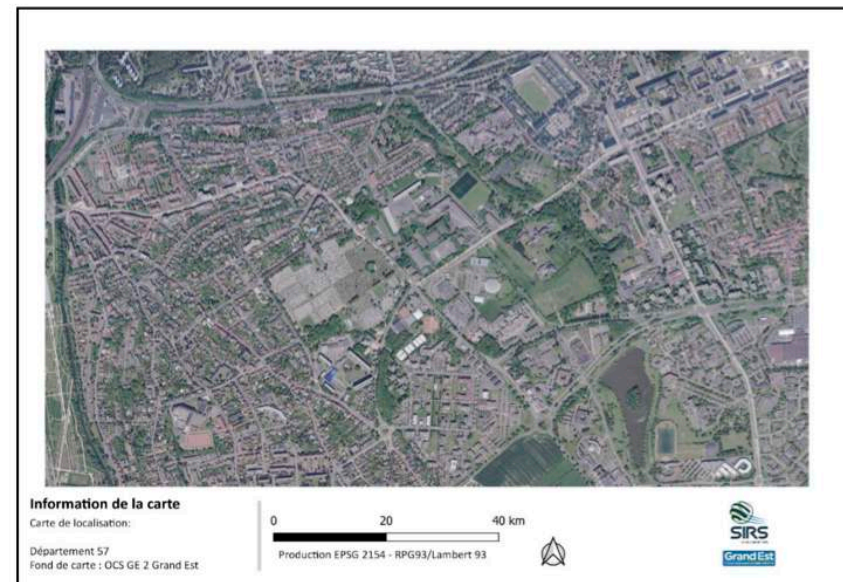 Information de la carte
Carte de localisation:
Département 57
Fond de carte : OCS GE 2 Grand Est
0 20 40 km
Production EPSG 2154 - RPG93/Lambert 93
SIRS
Grand Est